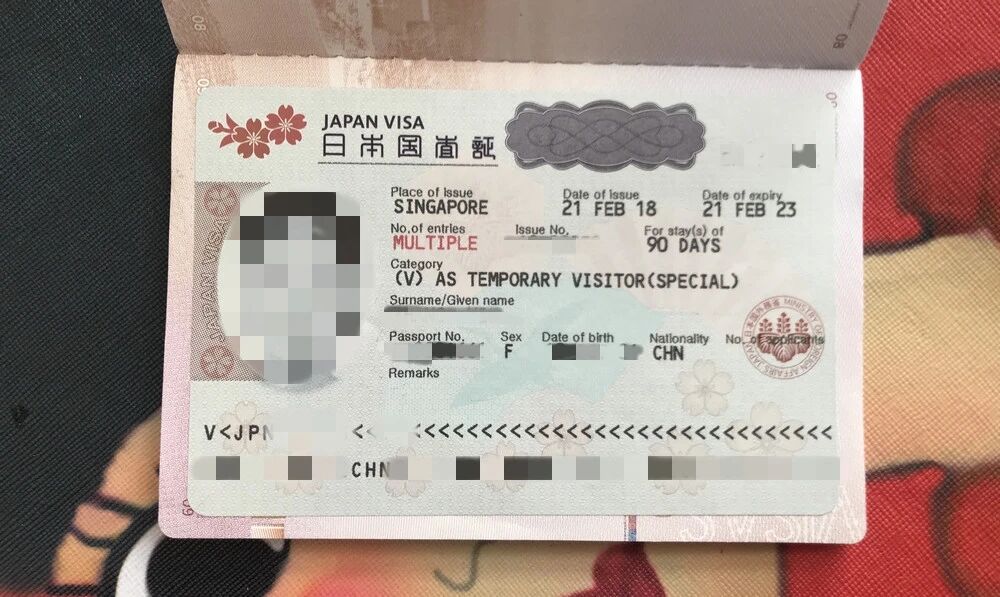 JAPAN VISA
日本国査証
Place of issue Date of issue Date of expiry
SINGAPORE 21 FEB 18 21 FEB 23
No. of entries Issue No. For stay(s) of
MULTIPLE 90 DAYS
Category
(V) AS TEMPORARY VISITOR(SPECIAL)
Surname/Given name
Passport No. Sex Date of birth Nationality No. of applicants
F CHN
Remarks
V<JPN << <<<<<<<<<<<<<<<<<<<<<<<<<<<<<
CHN
JAPAN VISA